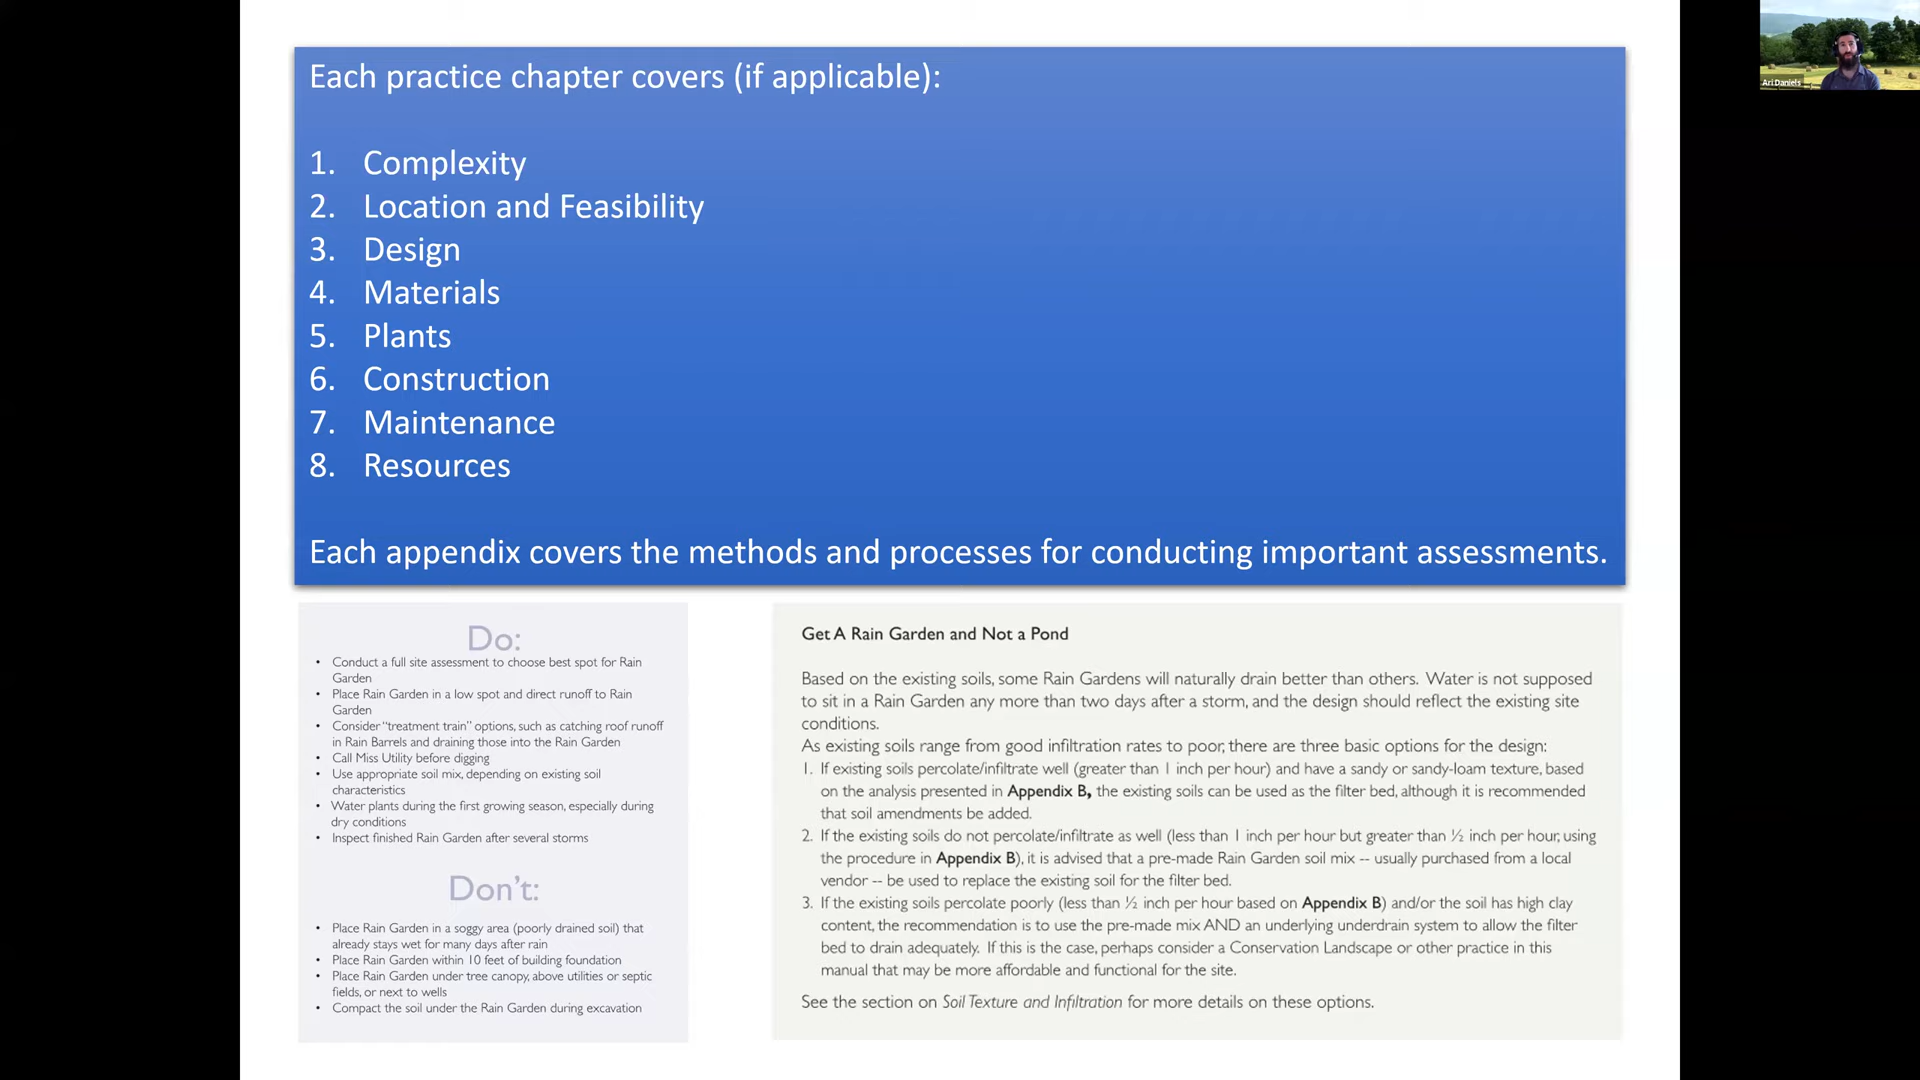 Each practice chapter covers (if applicable):
1. Complexity
2. Location and Feasibility
3. Design
4. Materials
5. Plants
6. Construction
7. Maintenance
8. Resources
Each appendix covers the methods and processes for conducting important assessments.
Do:
• Conduct a full site assessment to choose best spot for Rain
Garden
• Place Rain Garden in a low spot and direct runoff to Rain
Garden
• Consider “treatment train” options, such as catching roof runoff
in Rain Barrels and draining those into the Rain Garden
• Call Miss Utility before digging
• Use appropriate soil mix, depending on existing soil
characteristics
• Water plants during the first growing season, especially during
dry conditions
• Inspect finished Rain Garden after several storms
Don’t:
• Place Rain Garden in a soggy area (poorly drained soil) that
already stays wet for many days after rain
• Place Rain Garden within 10 feet of building foundation
• Place Rain Garden under tree canopy, above utilities or septic
fields, or next to wells
• Compact the soil under the Rain Garden during excavation
Get A Rain Garden and Not a Pond
Based on the existing soils, some Rain Gardens will naturally drain better than others. Water is not supposed
to sit in a Rain Garden any more than two days after a storm, and the design should reflect the existing site
conditions.
As existing soils range from good infiltration rates to poor, there are three basic options for the design:
1. If existing soils percolate/infiltrate well (greater than 1 inch per hour) and have a sandy or sandy-loam texture, based
on the analysis presented in Appendix B, the existing soils can be used as the filter bed, although it is recommended
that soil amendments be added.
2. If the existing soils do not percolate/infiltrate as well (less than 1 inch per hour but greater than ½ inch per hour, using
the procedure in Appendix B), it is advised that a pre-made Rain Garden soil mix -- usually purchased from a local
vendor -- be used to replace the existing soil for the filter bed.
3. If the existing soils percolate poorly (less than ½ inch per hour based on Appendix B) and/or the soil has high clay
content, the recommendation is to use the pre-made mix AND an underlying underdrain system to allow the filter
bed to drain adequately. If this is the case, perhaps consider a Conservation Landscape or other practice in this
manual that may be more affordable and functional for the site.
See the section on Soil Texture and Infiltration for more details on these options.
Ari Daniels